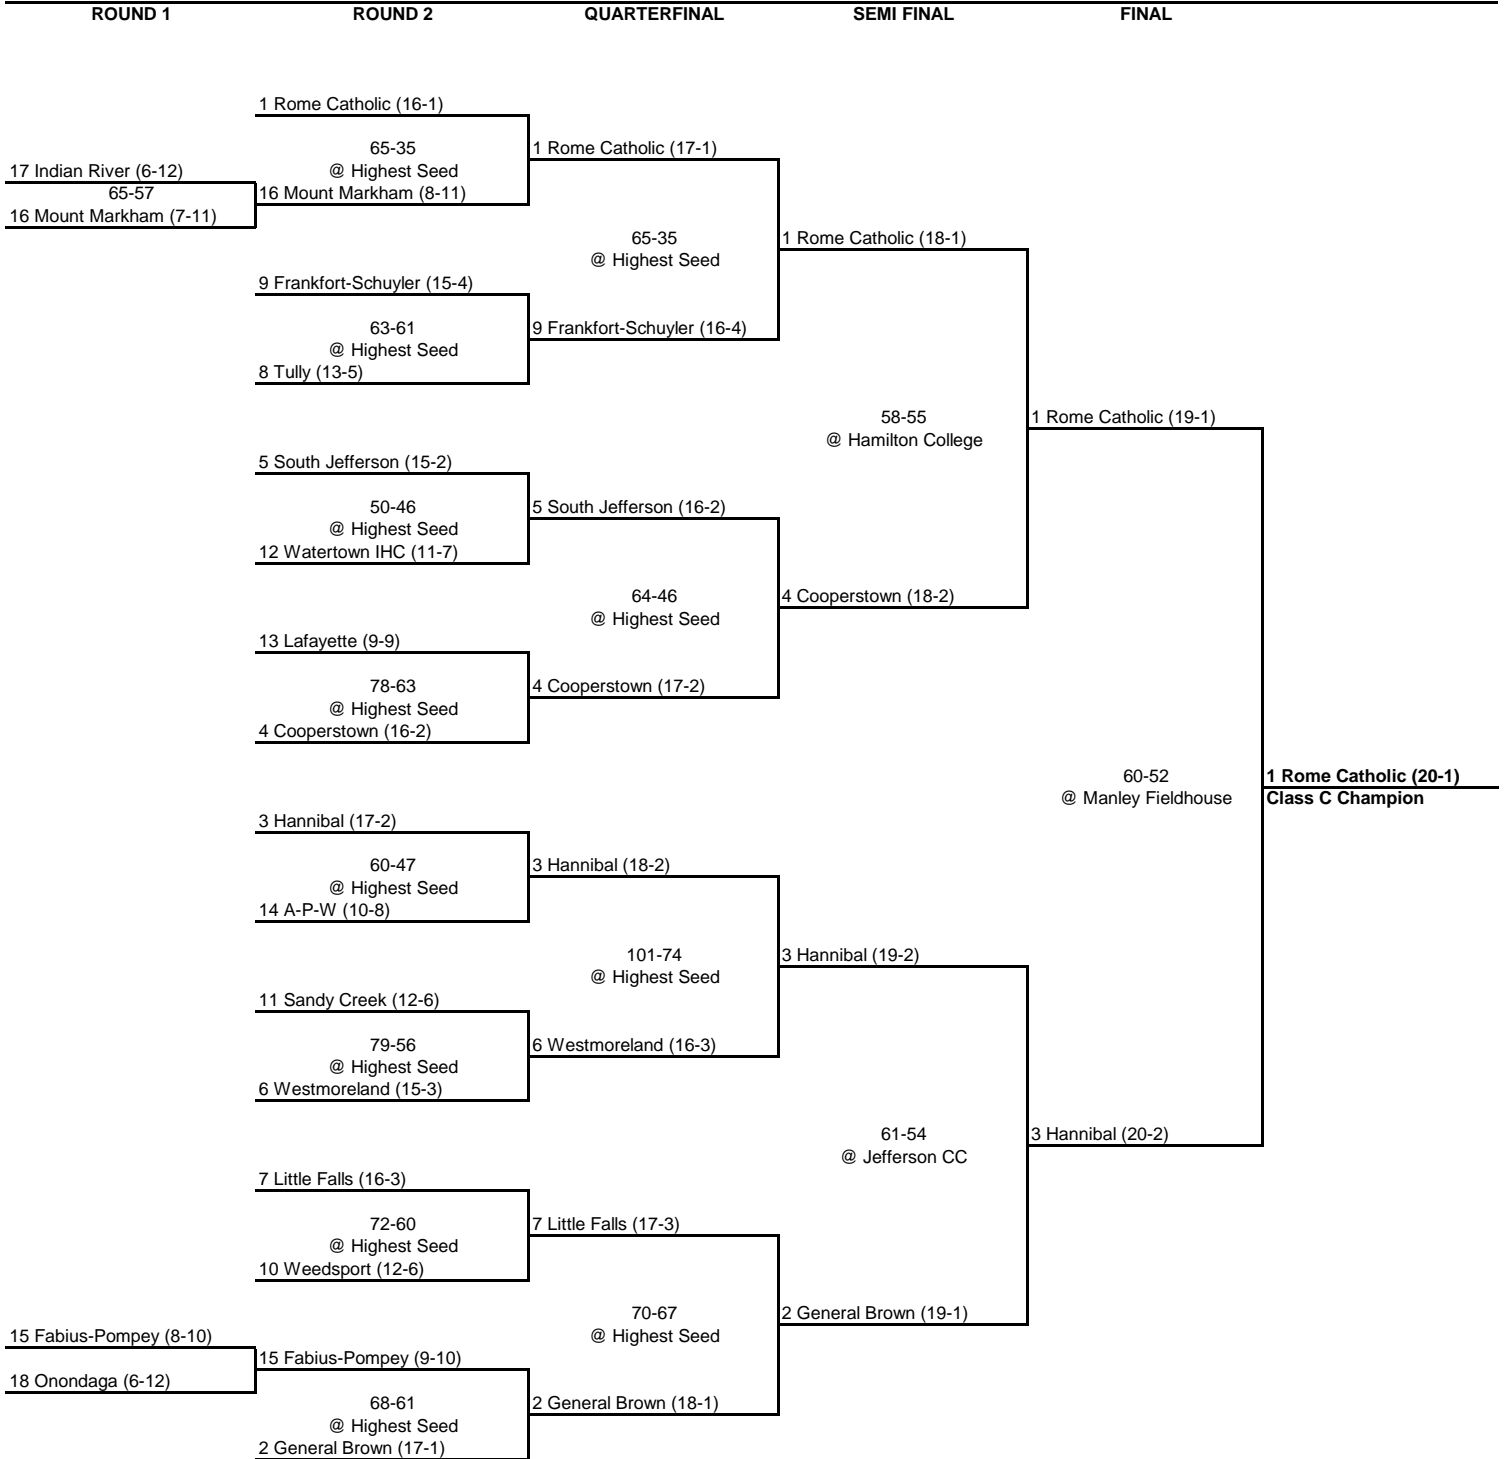 ROUND 1 ROUND 2 QUARTERFINAL SEMI FINAL FINAL
1 Rome Catholic (16-1)
65-35
1 Rome Catholic (17-1)
17 Indian River (6-12)
@ Highest Seed
65-57
16 Mount Markham (8-11)
16 Mount Markham (7-11)
65-35
1 Rome Catholic (18-1)
@ Highest Seed
9 Frankfort-Schuyler (15-4)
63-61
9 Frankfort-Schuyler (16-4)
@ Highest Seed
8 Tully (13-5)
58-55
1 Rome Catholic (19-1)
@ Hamilton College
5 South Jefferson (15-2)
50-46
5 South Jefferson (16-2)
@ Highest Seed
12 Watertown IHC (11-7)
64-46
4 Cooperstown (18-2)
@ Highest Seed
13 Lafayette (9-9)
78-63
4 Cooperstown (17-2)
@ Highest Seed
4 Cooperstown (16-2)
60-52
1 Rome Catholic (20-1)
@ Manley Fieldhouse
Class C Champion
3 Hannibal (17-2)
60-47
3 Hannibal (18-2)
@ Highest Seed
14 A-P-W (10-8)
101-74
3 Hannibal (19-2)
@ Highest Seed
11 Sandy Creek (12-6)
79-56
6 Westmoreland (16-3)
@ Highest Seed
6 Westmoreland (15-3)
61-54
3 Hannibal (20-2)
@ Jefferson CC
7 Little Falls (16-3)
72-60
7 Little Falls (17-3)
@ Highest Seed
10 Weedsport (12-6)
70-67
2 General Brown (19-1)
@ Highest Seed
15 Fabius-Pompey (8-10)
15 Fabius-Pompey (9-10)
18 Onondaga (6-12)
68-61
2 General Brown (18-1)
@ Highest Seed
2 General Brown (17-1)